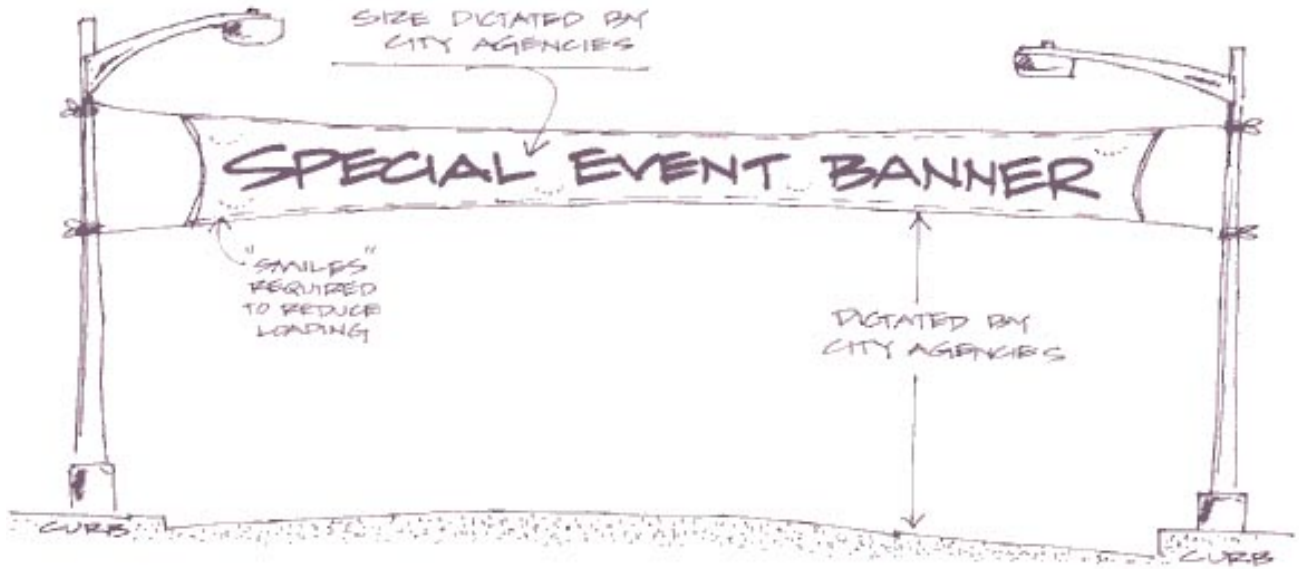 SIZE DICTATED BY
CITY AGENCIES
SPECIAL EVENT BANNER
"SMILES"
REQUIRED
TO REDUCE
LOADING
DICTATED BY
CITY AGENCIES
CURB
CURB